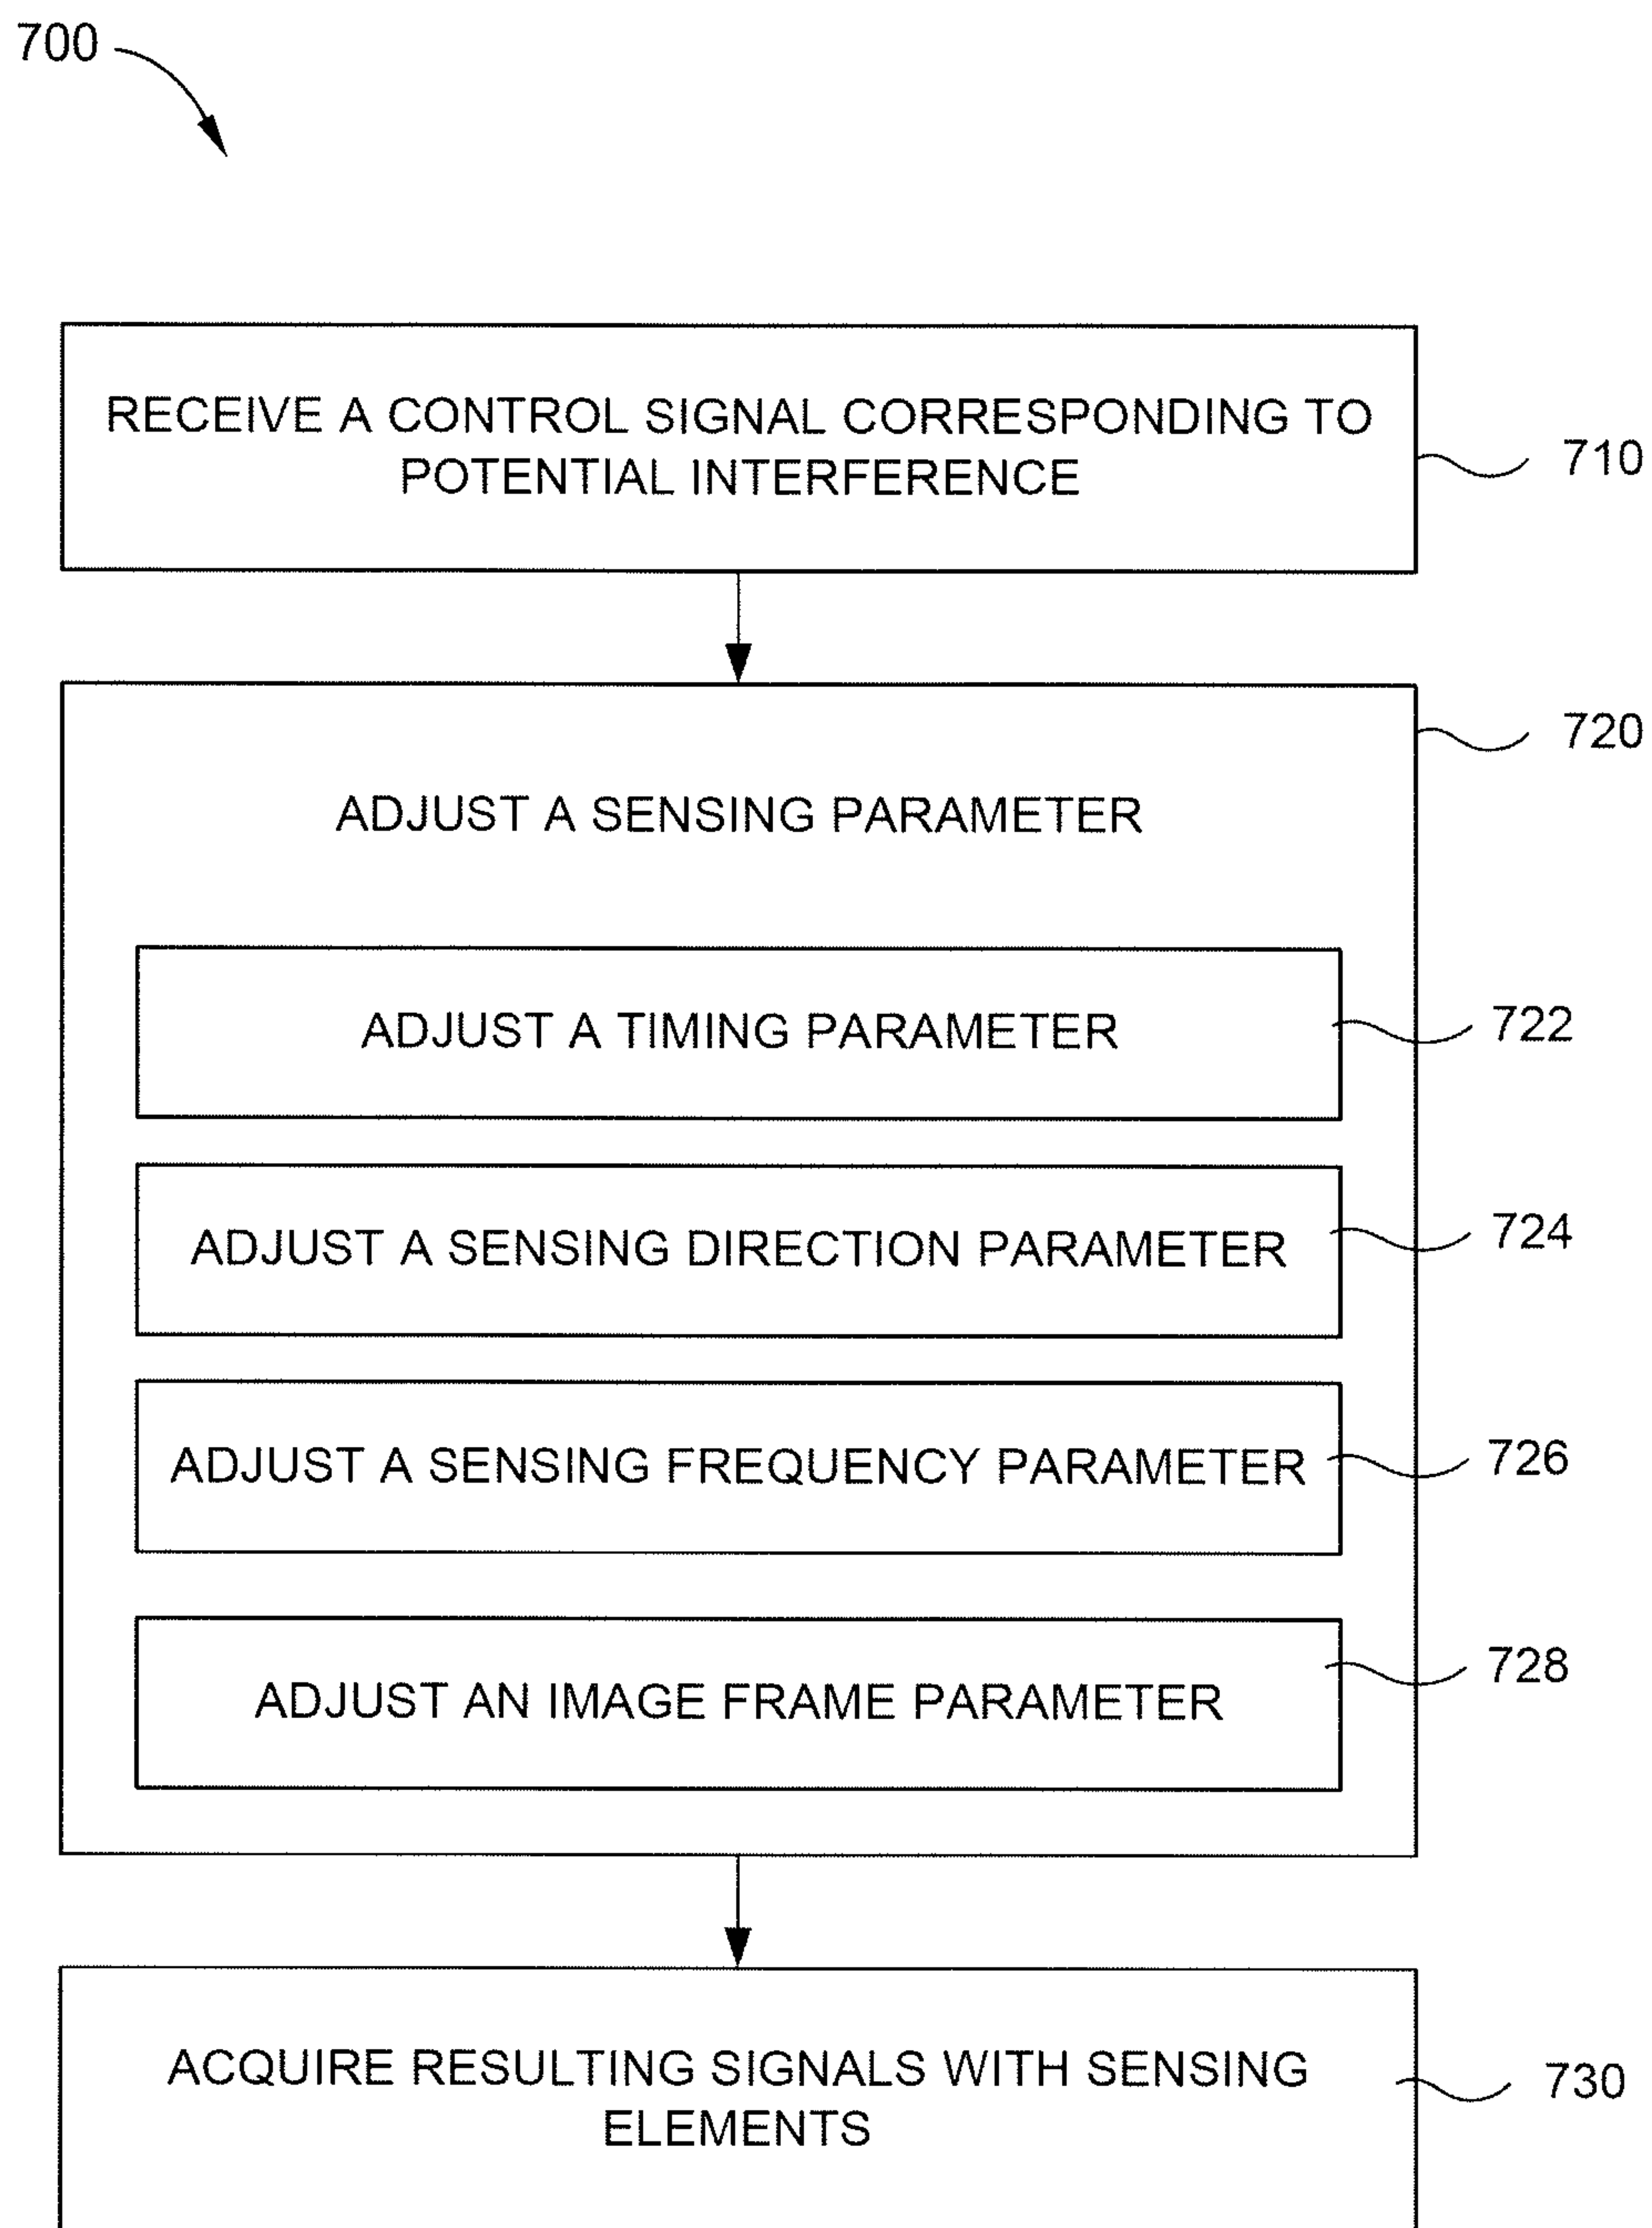 700
RECEIVE A CONTROL SIGNAL CORRESPONDING TO
POTENTIAL INTERFERENCE
710
720
ADJUST A SENSING PARAMETER
ADJUST A TIMING PARAMETER
722
ADJUST A SENSING DIRECTION PARAMETER
724
ADJUST A SENSING FREQUENCY PARAMETER
726
ADJUST AN IMAGE FRAME PARAMETER
728
ACQUIRE RESULTING SIGNALS WITH SENSING
ELEMENTS
730